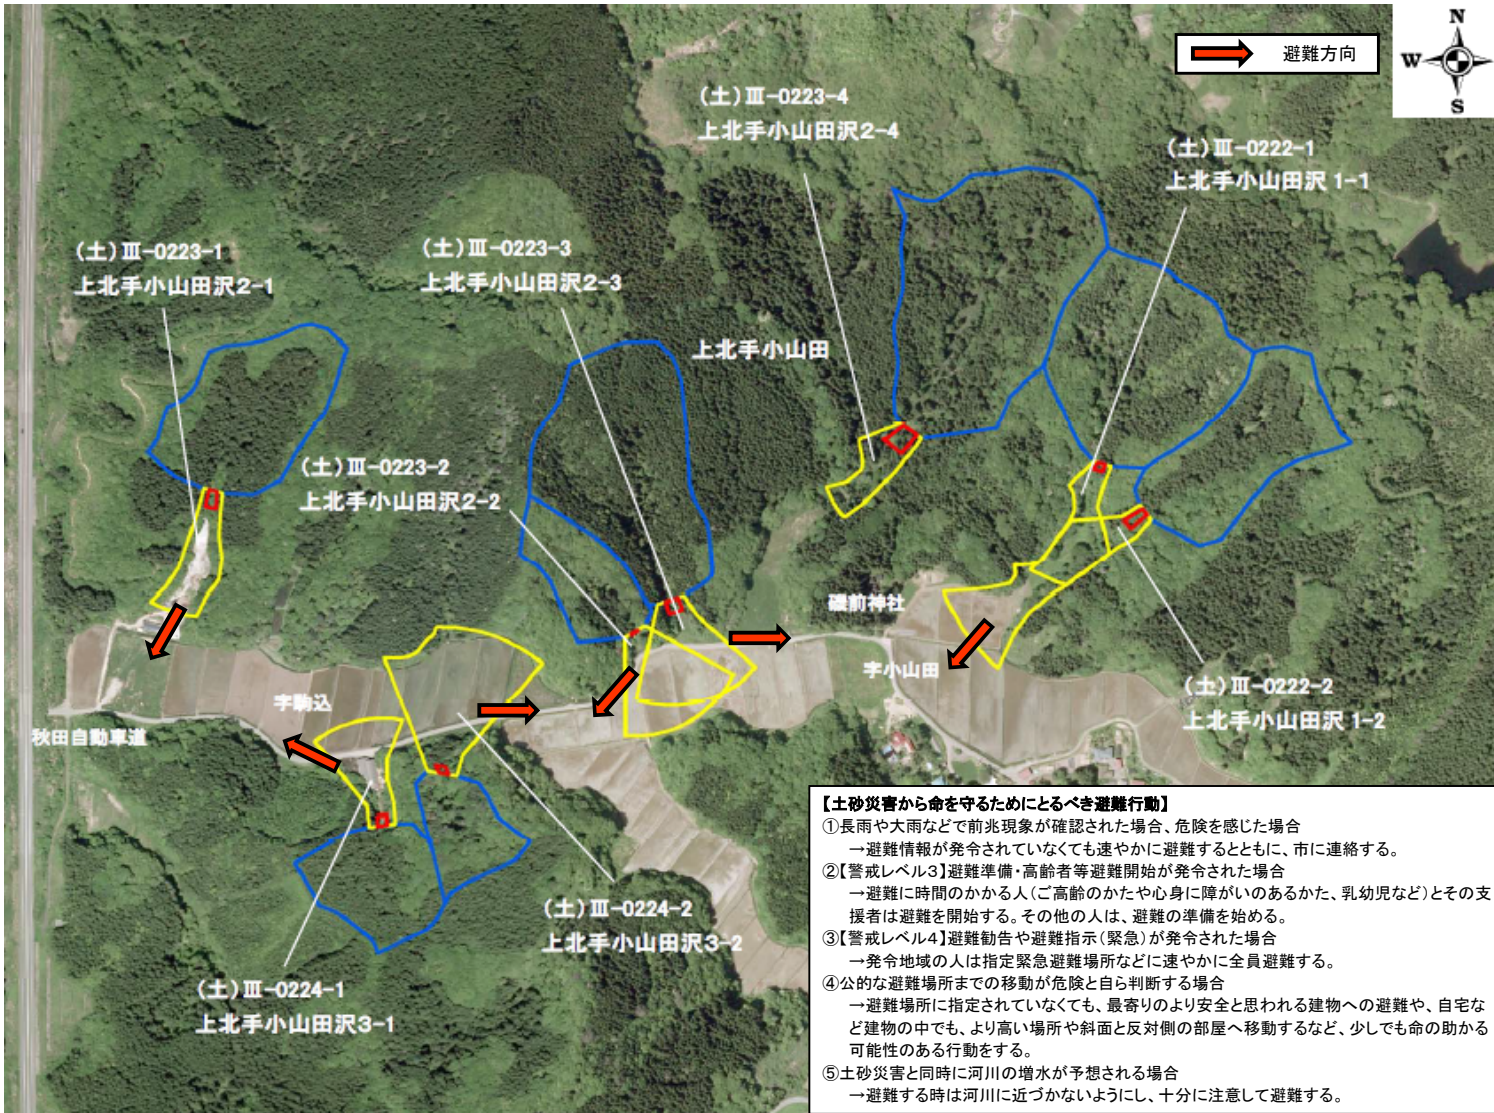 N
W
S
避難方向
(土)Ⅲ-0223-4
上北手小山田沢2-4
(土)Ⅲ-0222-1
上北手小山田沢 1-1
(土)Ⅲ-0223-1
上北手小山田沢2-1
(土)Ⅲ-0223-3
上北手小山田沢2-3
上北手小山田
(土)Ⅲ-0223-2
上北手小山田沢2-2
磯前神社
字小山田
(土)Ⅲ-0222-2
上北手小山田沢 1-2
字駒込
秋田自動車道
(土)Ⅲ-0224-2
上北手小山田沢3-2
(土)Ⅲ-0224-1
上北手小山田沢3-1
【土砂災害から命を守るためにとるべき避難行動】
①長雨や大雨などで前兆現象が確認された場合、危険を感じた場合
→避難情報が発令されていなくても速やかに避難するとともに、市に連絡する。
②【警戒レベル3】避難準備・高齢者等避難開始が発令された場合
→避難に時間のかかる人(ご高齢のかたや心身に障がいのあるかた、乳幼児など)とその支
援者は避難を開始する。その他の人は、避難の準備を始める。
③【警戒レベル4】避難勧告や避難指示(緊急)が発令された場合
→発令地域の人は指定緊急避難場所などに速やかに全員避難する。
④公的な避難場所までの移動が危険と自ら判断する場合
→避難場所に指定されていなくても、最寄りのより安全と思われる建物への避難や、自宅な
ど建物の中でも、より高い場所や斜面と反対側の部屋へ移動するなど、少しでも命の助かる
可能性のある行動をする。
⑤土砂災害と同時に河川の増水が予想される場合
→避難する時は河川に近づかないようにし、十分に注意して避難する。